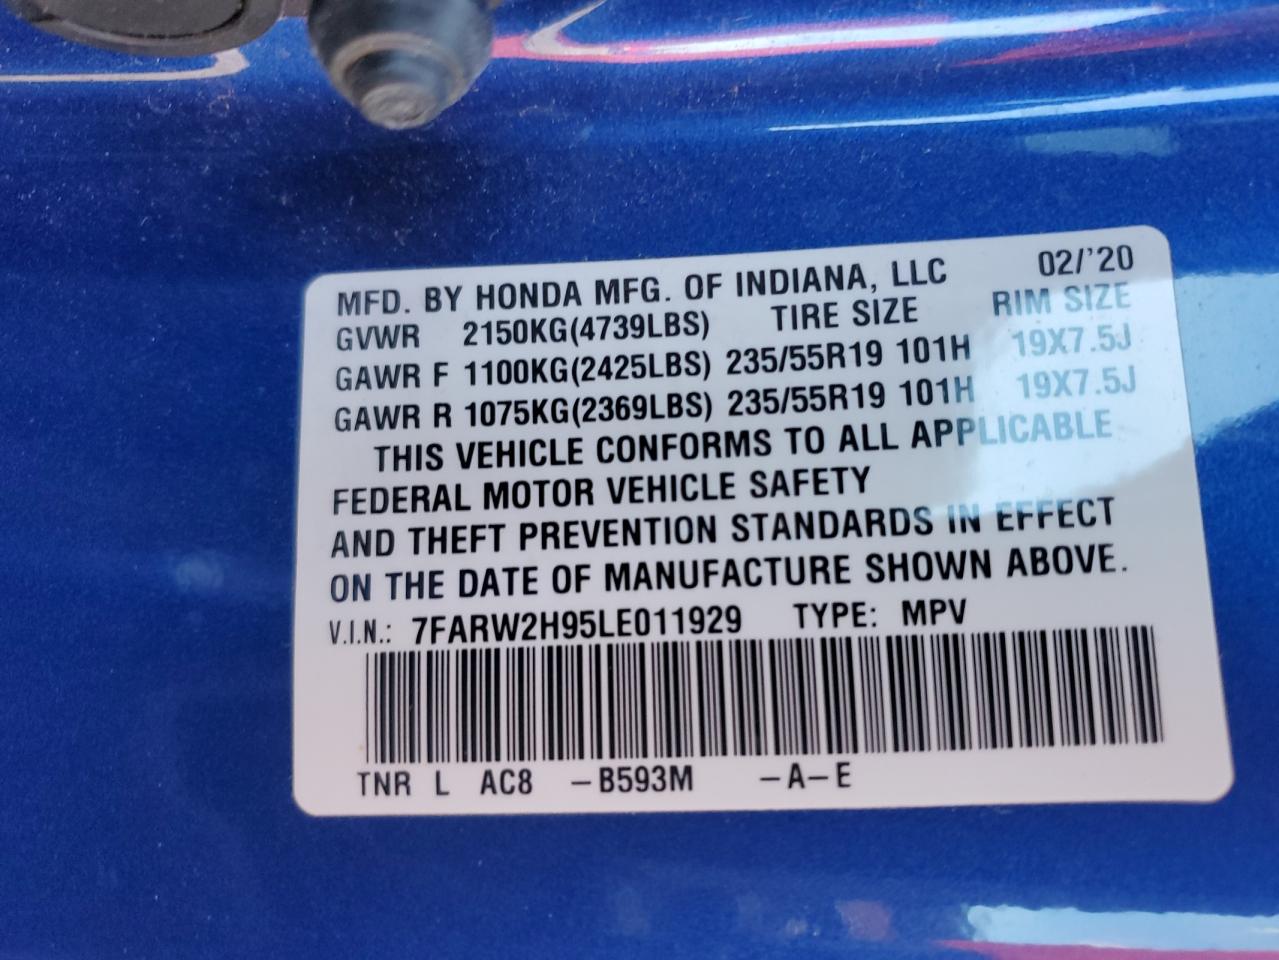 MFD. BY HONDA MFG. OF INDIANA, LLC 02/'20
GVWR 2150KG(4739LBS) TIRE SIZE RIM SIZE
GAWR F 1100KG(2425LBS) 235/55R19 101H 19X7.5J
GAWR R 1075KG(2369LBS) 235/55R19 101H 19X7.5J
THIS VEHICLE CONFORMS TO ALL APPLICABLE
FEDERAL MOTOR VEHICLE SAFETY
AND THEFT PREVENTION STANDARDS IN EFFECT
ON THE DATE OF MANUFACTURE SHOWN ABOVE.
V.I.N.: 7FARW2H95LE011929 TYPE: MPV
TNR L AC8 -B593M -A-E